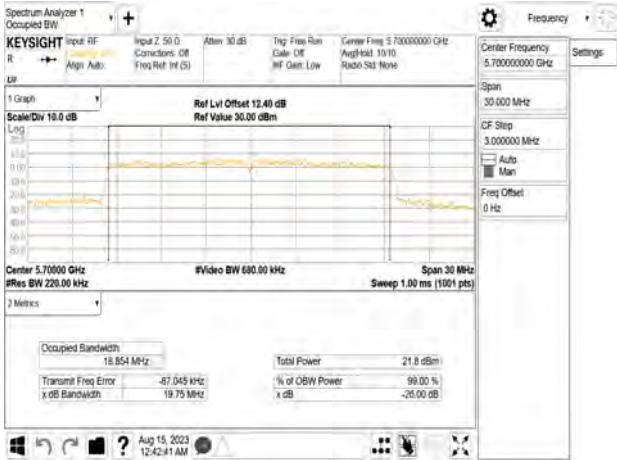 Spectrum Analyzer 1
Occupied BW
+
Frequency
KEYSIGHT
R
Input: RF
Align: Auto
Input Z: 50 Ω
Corrections: Off
Freq Ref: Int (S)
Atten: 30 dB
Trig: Free Run
Gate: Off
#IF Gain: Low
Center Freq: 5.700000000 GHz
Avg|Hold: 10/10
Radio Std: None
Center Frequency
5.700000000 GHz
Settings
Span
30.000 MHz
CF Step
3.000000 MHz
Auto
Man
Freq Offset
0 Hz
1 Graph
Scale/Div 10.0 dB
Ref Lvl Offset 12.40 dB
Ref Value 30.00 dBm
Log
Center 5.70000 GHz
#Res BW 220.00 kHz
#Video BW 680.00 kHz
Span 30 MHz
Sweep 1.00 ms (1001 pts)
2 Metrics
Occupied Bandwidth
18.854 MHz
Total Power
21.8 dBm
Transmit Freq Error
-67.045 kHz
% of OBW Power
99.00 %
x dB Bandwidth
19.75 MHz
x dB
-26.00 dB
?
Aug 15, 2023
12:42:41 AM